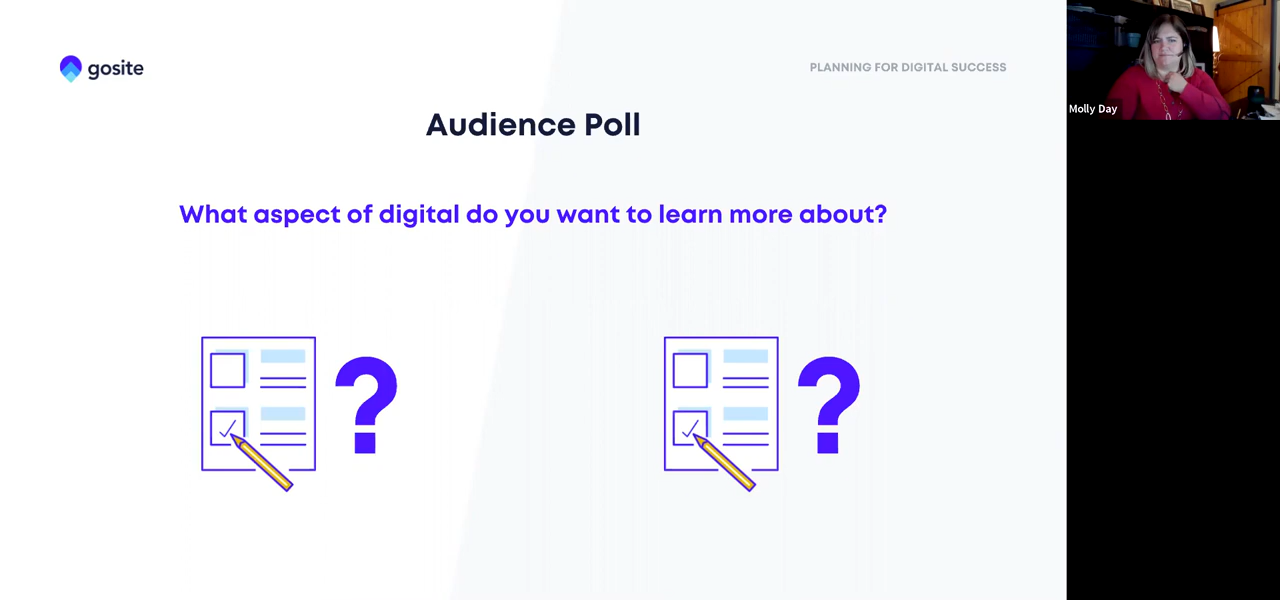 gosite
PLANNING FOR DIGITAL SUCCESS
Molly Day
Audience Poll
What aspect of digital do you want to learn more about?
?
?